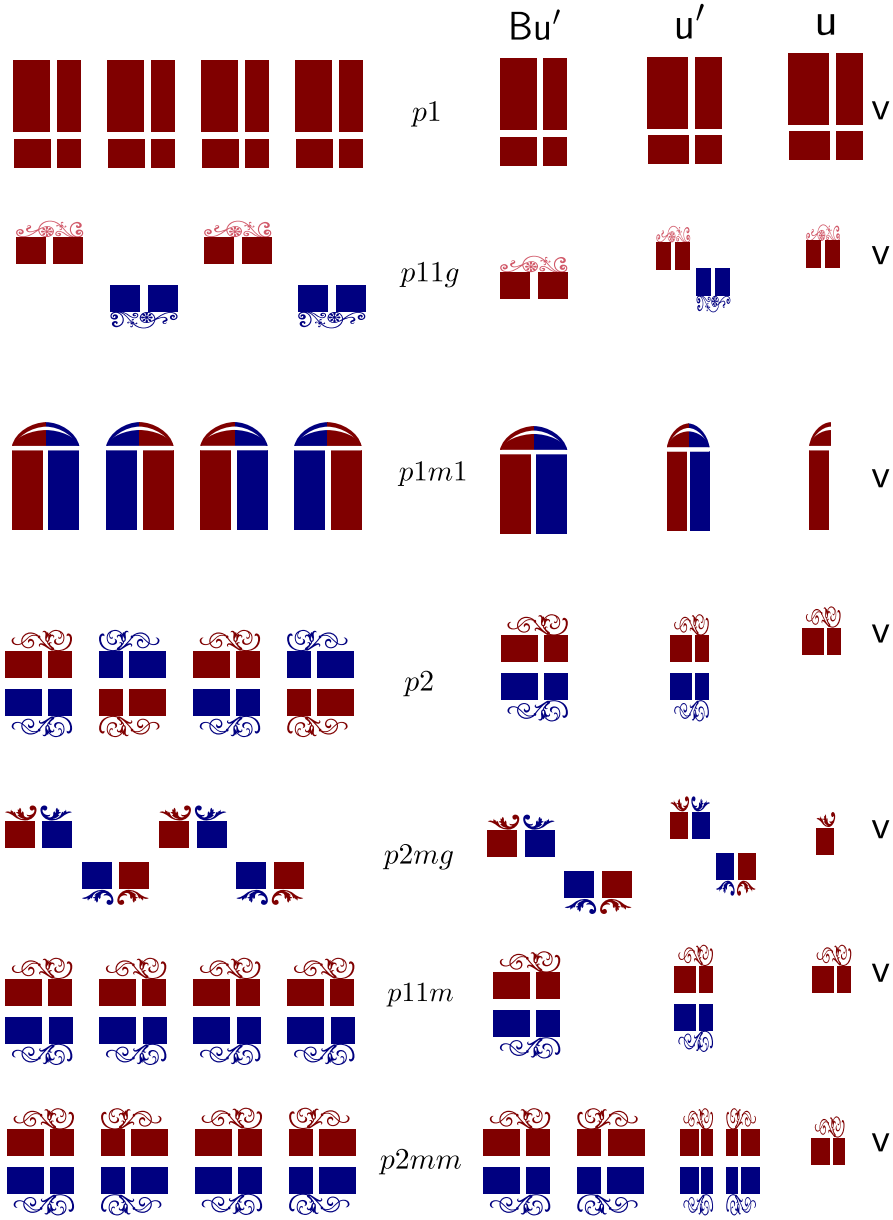 Bu′ u′ u
p1 v
p11g v
p1m1 v
p2 v
p2mg v
p11m v
p2mm v